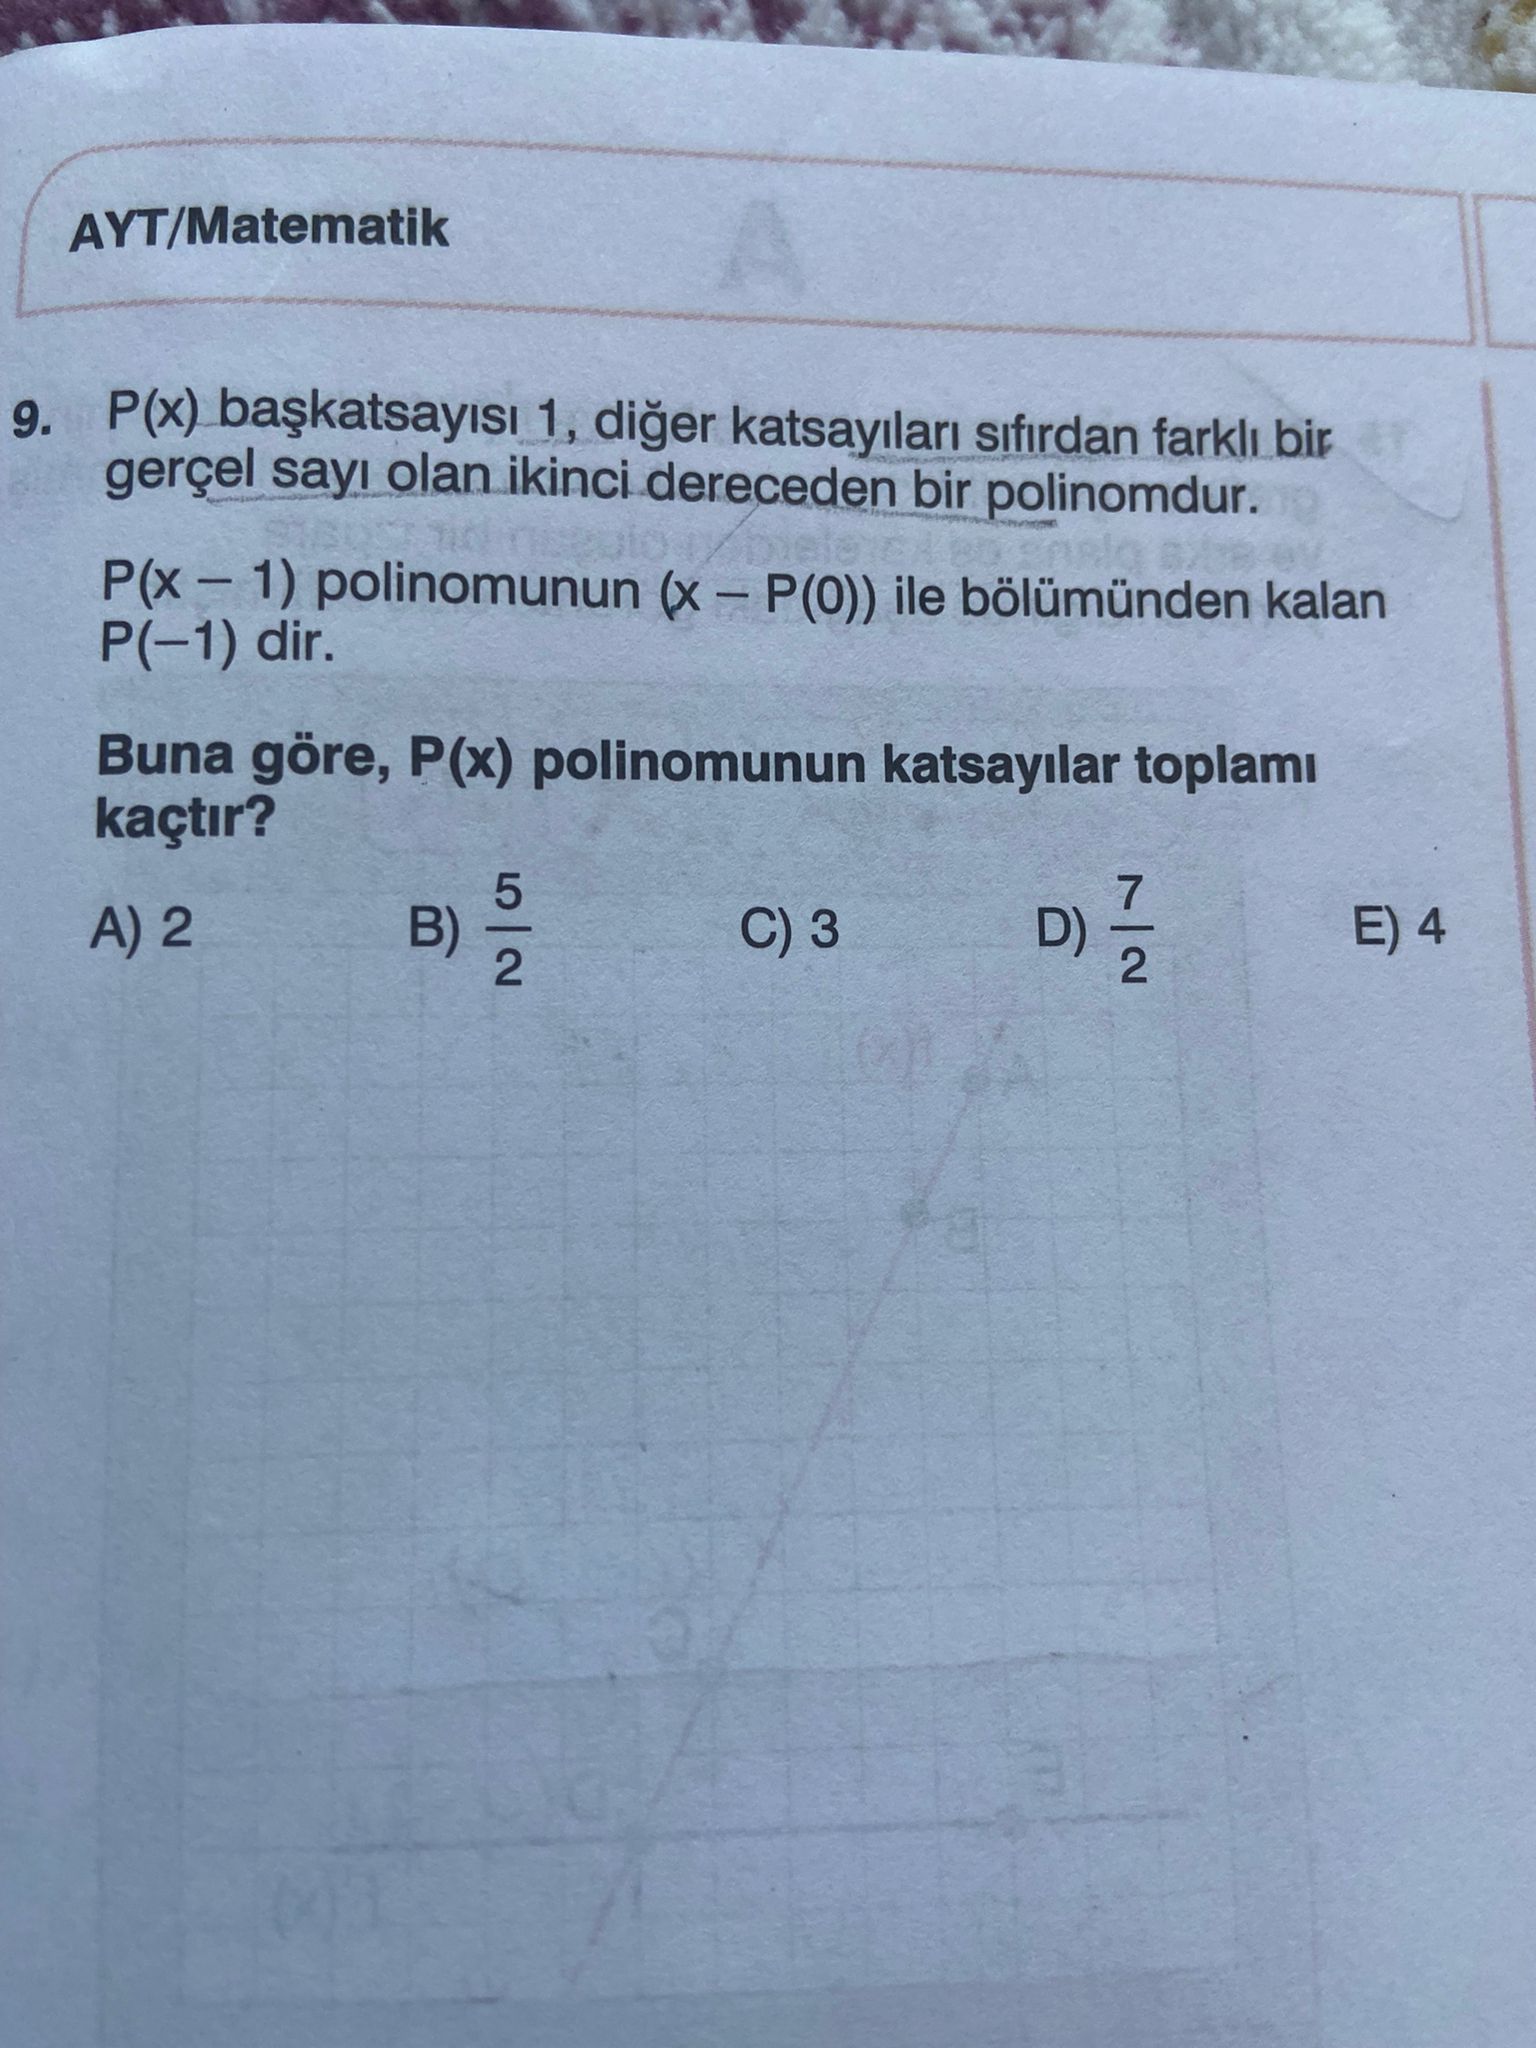 AYT/Matematik
9. P(x) başkatsayısı 1, diğer katsayıları sıfırdan farklı bir
gerçel sayı olan ikinci dereceden bir polinomdur.
P(x – 1) polinomunun (x – P(0)) ile bölümünden kalan
P(–1) dir.
Buna göre, P(x) polinomunun katsayılar toplamı
kaçtır?
A) 2 B) 5/2 C) 3 D) 7/2 E) 4